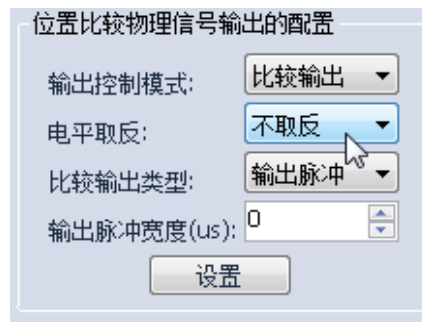 位置比较物理信号输出的配置
输出控制模式: 比较输出
电平取反: 不取反
比较输出类型: 输出脉冲
输出脉冲宽度(us): 0
设置